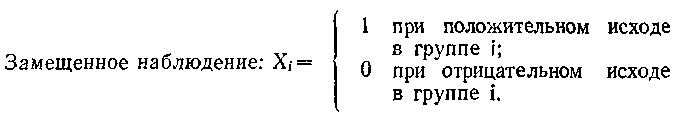 1 при положительном исходе
в группе i;
Замещенное наблюдение: Xᵢ =
0 при отрицательном исходе
в группе i.